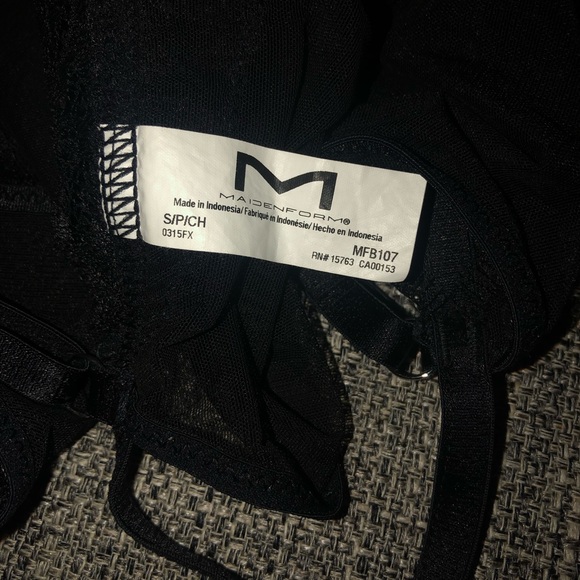 M
MAIDENFORM®
Made in Indonesia/ Fabriqué en Indonésie/ Hecho en Indonesia
S/P/CH
0315FX
MFB107
RN# 15763 CA00153